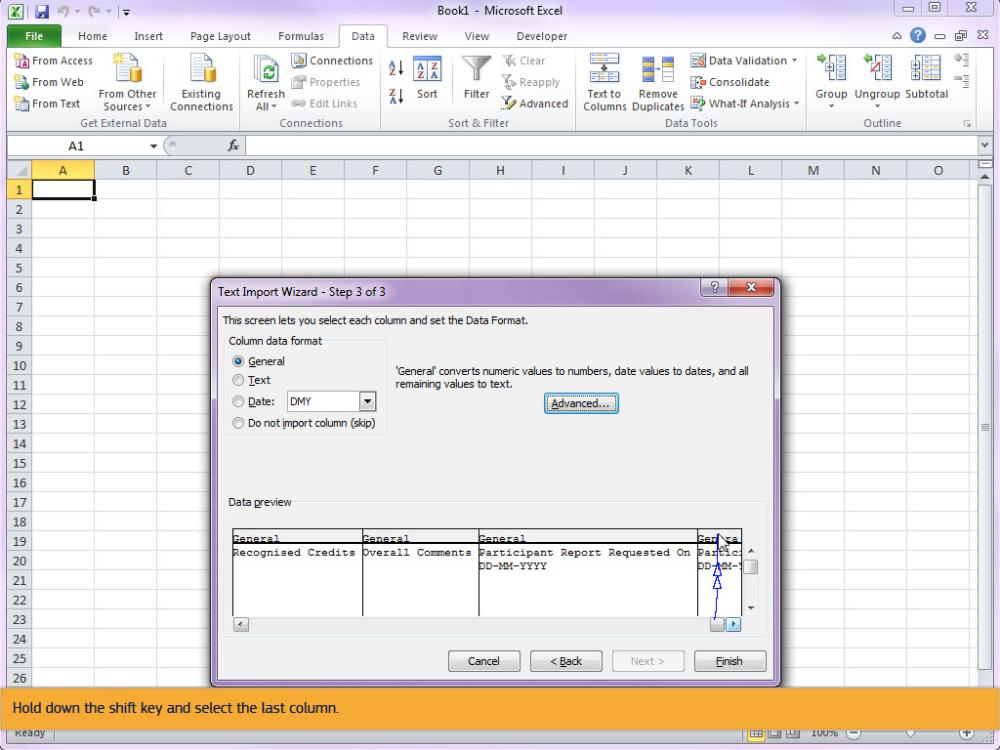 Book1 - Microsoft Excel
File Home Insert Page Layout Formulas Data Review View Developer
From Access
From Web
From Text
From Other Sources
Existing Connections
Get External Data
Refresh All
Connections
Properties
Edit Links
Connections
Sort
Filter
Clear
Reapply
Advanced
Sort & Filter
Text to Columns
Remove Duplicates
Data Validation
Consolidate
What-If Analysis
Data Tools
Group
Ungroup
Subtotal
Outline
A1 fx
A B C D E F G H I J K L M N O
1
2
3
4
5
6
7
8
9
10
11
12
13
14
15
16
17
18
19
20
21
22
23
24
25
26
Text Import Wizard - Step 3 of 3
This screen lets you select each column and set the Data Format.
Column data format
General
Text
Date: DMY
Do not import column (skip)
'General' converts numeric values to numbers, date values to dates, and all
remaining values to text.
Advanced...
Data preview
General General General Genera
Recognised Credits Overall Comments Participant Report Requested On Partic
DD-MM-YYYY DD-MM-Y
Cancel < Back Next > Finish
Hold down the shift key and select the last column.
Ready 100%